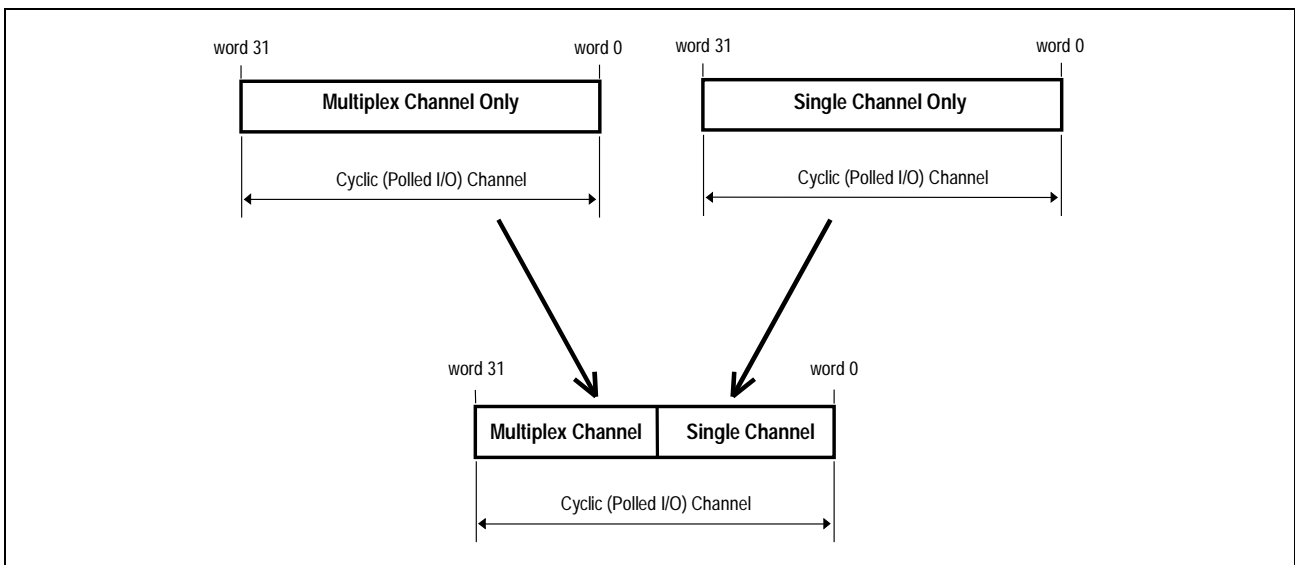 word 31 word 0 word 31 word 0
Multiplex Channel Only Single Channel Only
Cyclic (Polled I/O) Channel Cyclic (Polled I/O) Channel
word 31 word 0
Multiplex Channel Single Channel
Cyclic (Polled I/O) Channel